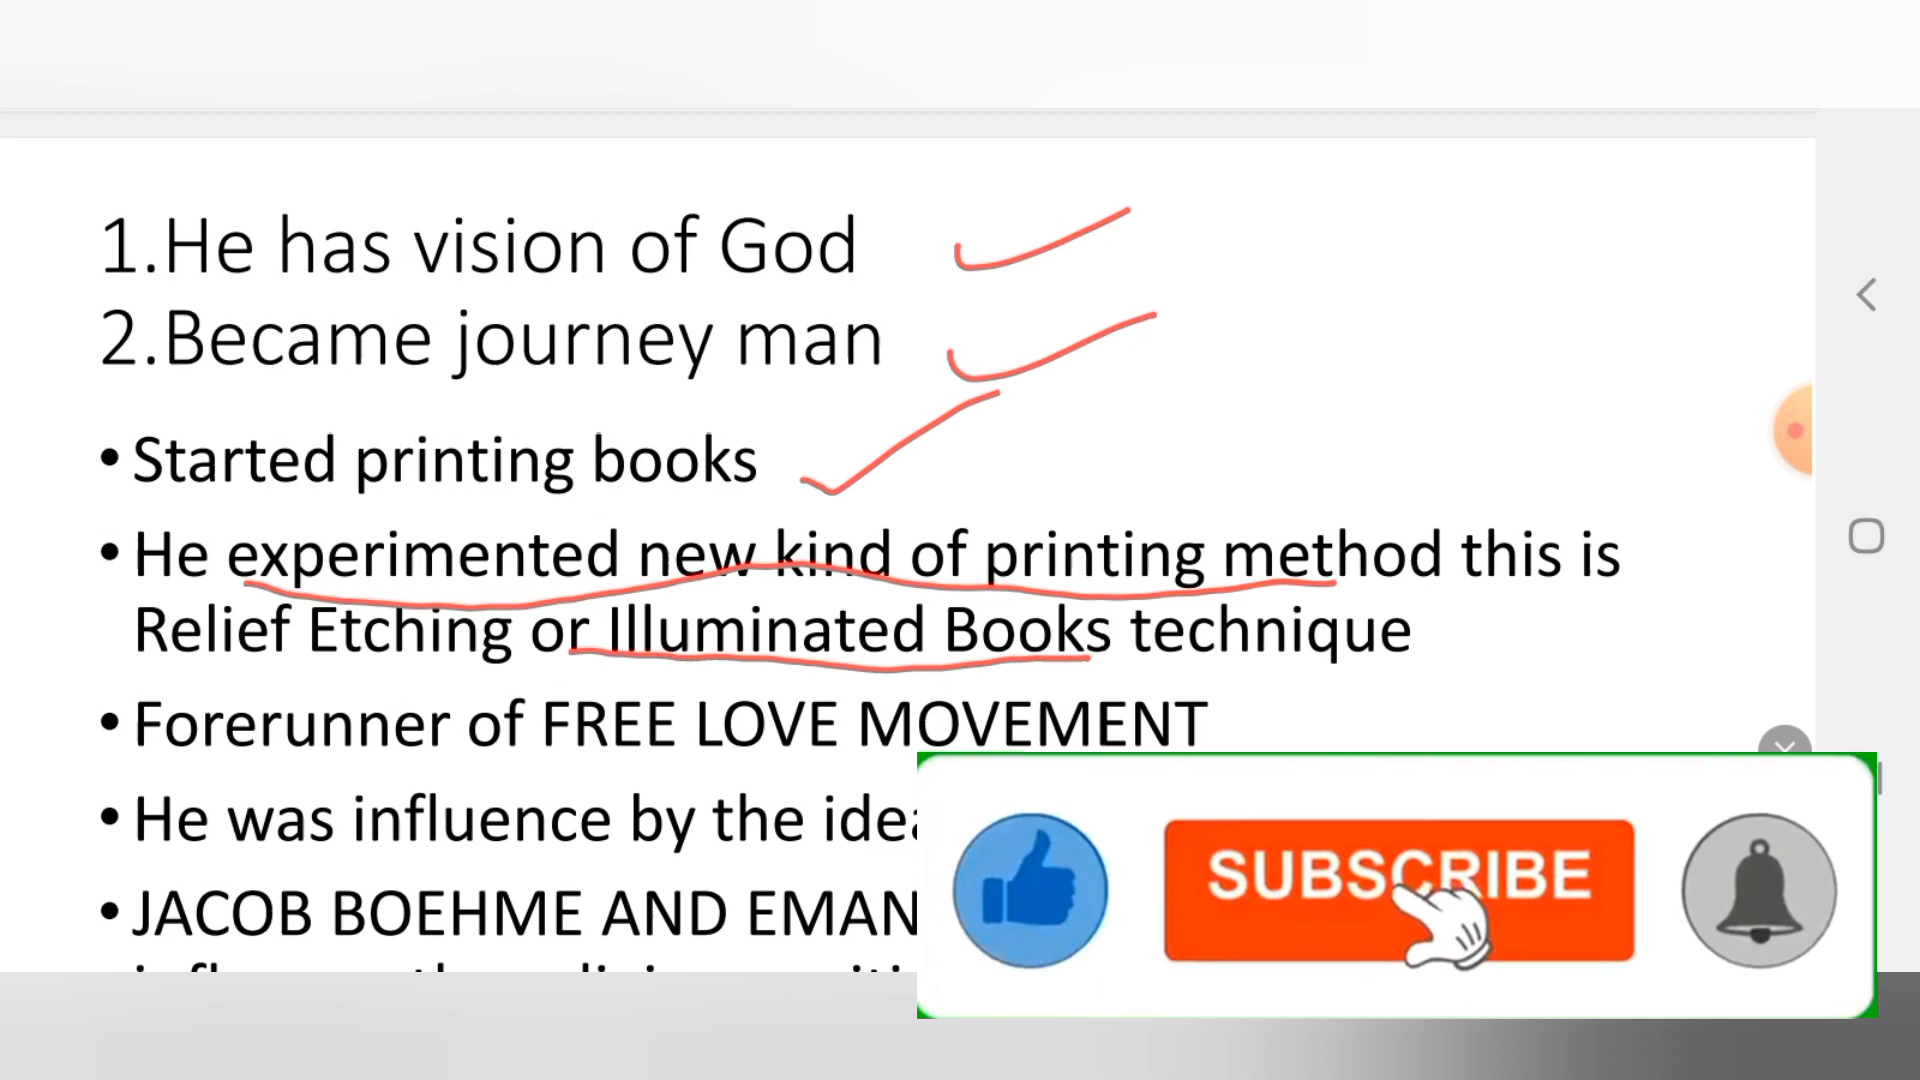 1.He has vision of God
2.Became journey man
• Started printing books
• He experimented new kind of printing method this is
Relief Etching or Illuminated Books technique
• Forerunner of FREE LOVE MOVEMENT
• He was influence by the
• JACOB BOEHME AND
SUBSCRIBE